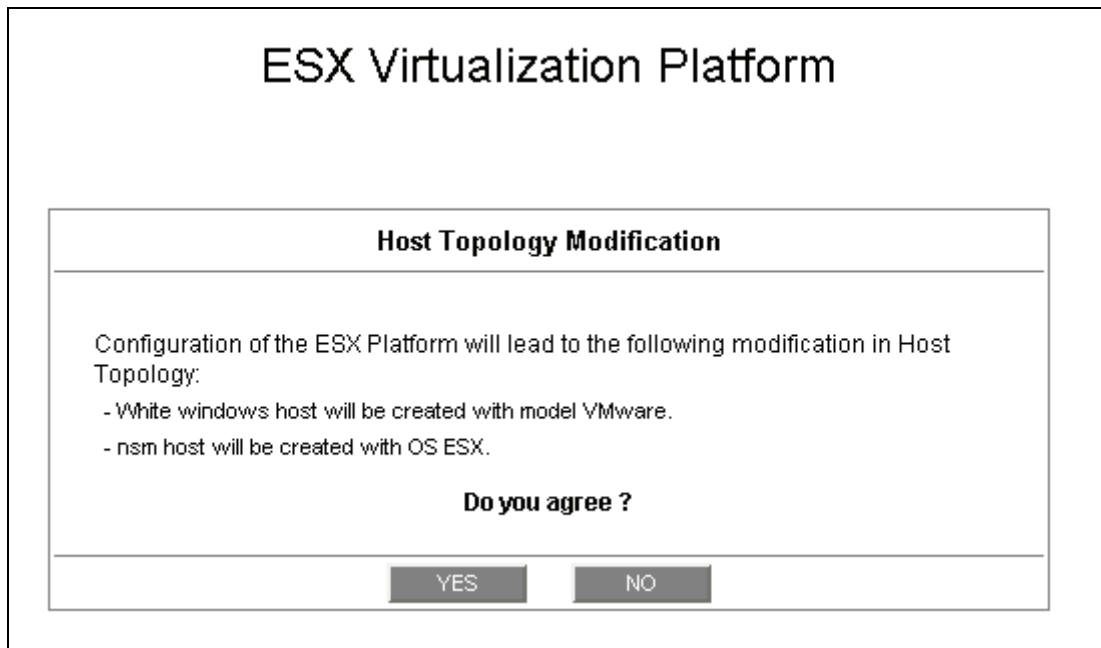 ESX Virtualization Platform
Host Topology Modification
Configuration of the ESX Platform will lead to the following modification in Host
Topology:
- White windows host will be created with model VMware.
- nsm host will be created with OS ESX.
Do you agree ?
YES NO